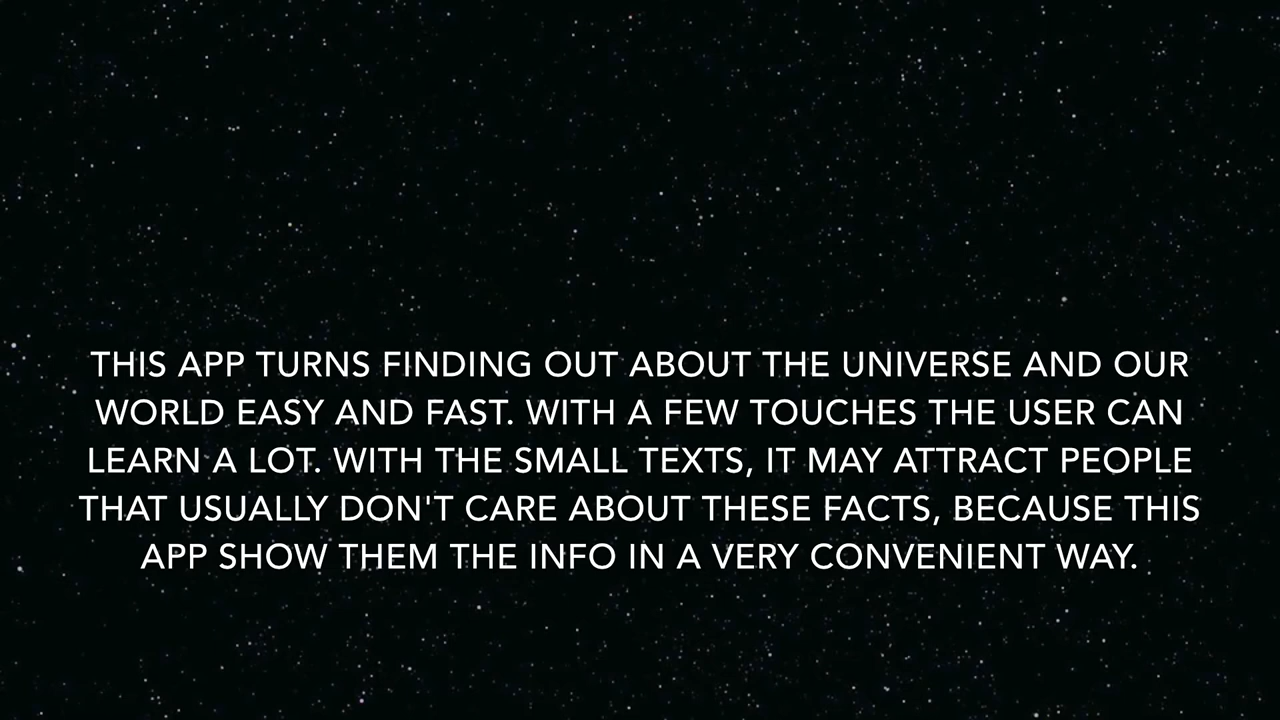 THIS APP TURNS FINDING OUT ABOUT THE UNIVERSE AND OUR
WORLD EASY AND FAST. WITH A FEW TOUCHES THE USER CAN
LEARN A LOT. WITH THE SMALL TEXTS, IT MAY ATTRACT PEOPLE
THAT USUALLY DON'T CARE ABOUT THESE FACTS, BECAUSE THIS
APP SHOW THEM THE INFO IN A VERY CONVENIENT WAY.